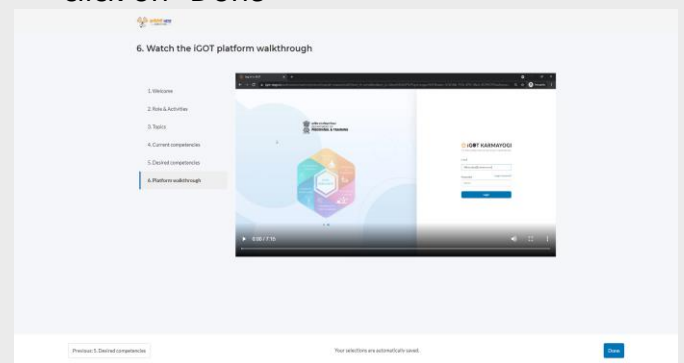 click on "Done"
6. Watch the iGOT platform walkthrough
1. Welcome
2. Role & Activities
3. Topics
4. Current competencies
5. Desired competencies
6. Platform walkthrough
PERSONNEL & TRAINING
iGOT KARMAYOGI
0:00 / 7:15
Previous: 5. Desired competencies
Your selections are automatically saved.
Done